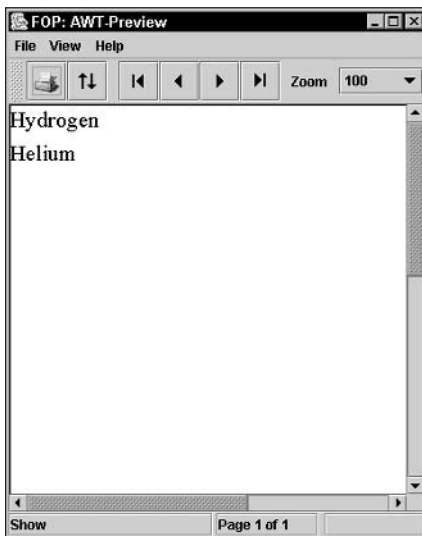 FOP: AWT-Preview
File View Help
Zoom 100
Hydrogen
Helium
Show Page 1 of 1